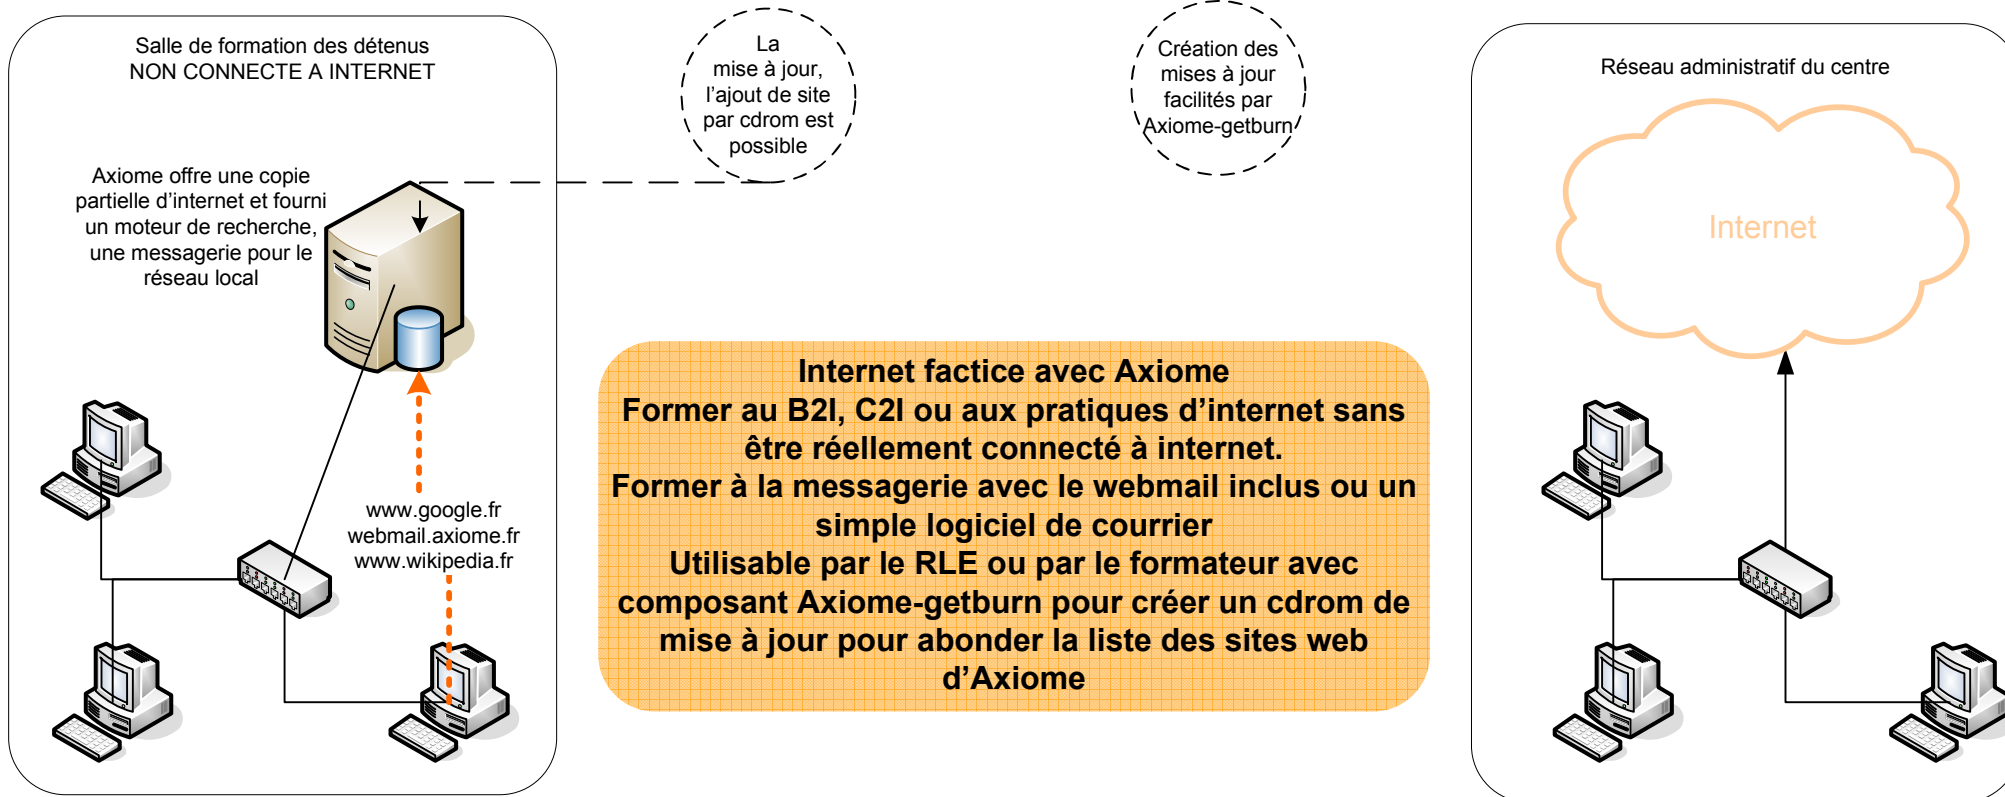 Salle de formation des détenus
NON CONNECTE A INTERNET
Axiome offre une copie
partielle d’internet et fourni
un moteur de recherche,
une messagerie pour le
réseau local
www.google.fr
webmail.axiome.fr
www.wikipedia.fr
La
mise à jour,
l’ajout de site
par cdrom est
possible
Création des
mises à jour
facilités par
Axiome-getburn
Internet factice avec Axiome
Former au B2I, C2I ou aux pratiques d’internet sans
être réellement connecté à internet.
Former à la messagerie avec le webmail inclus ou un
simple logiciel de courrier
Utilisable par le RLE ou par le formateur avec
composant Axiome-getburn pour créer un cdrom de
mise à jour pour abonder la liste des sites web
d’Axiome
Réseau administratif du centre
Internet